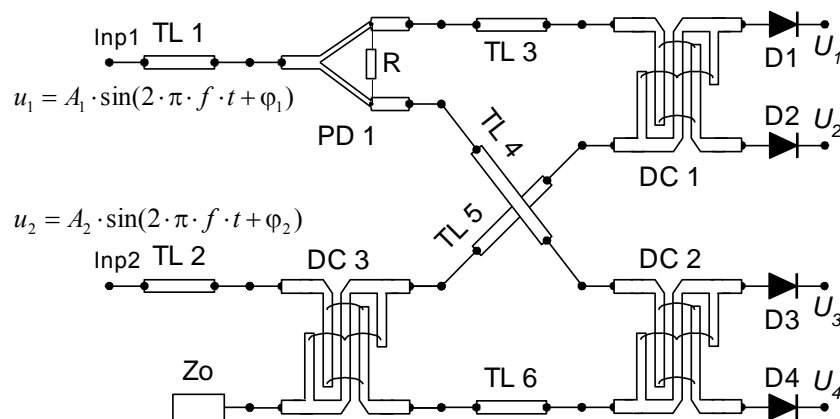 Inp1
TL 1
R
PD 1
TL 3
D1
U1
D2
U2
DC 1
u₁ = A₁ · sin(2 · π · f · t + φ₁)
TL 4
TL 5
u₂ = A₂ · sin(2 · π · f · t + φ₂)
Inp2
TL 2
DC 3
DC 2
D3
U3
Zo
TL 6
D4
U4